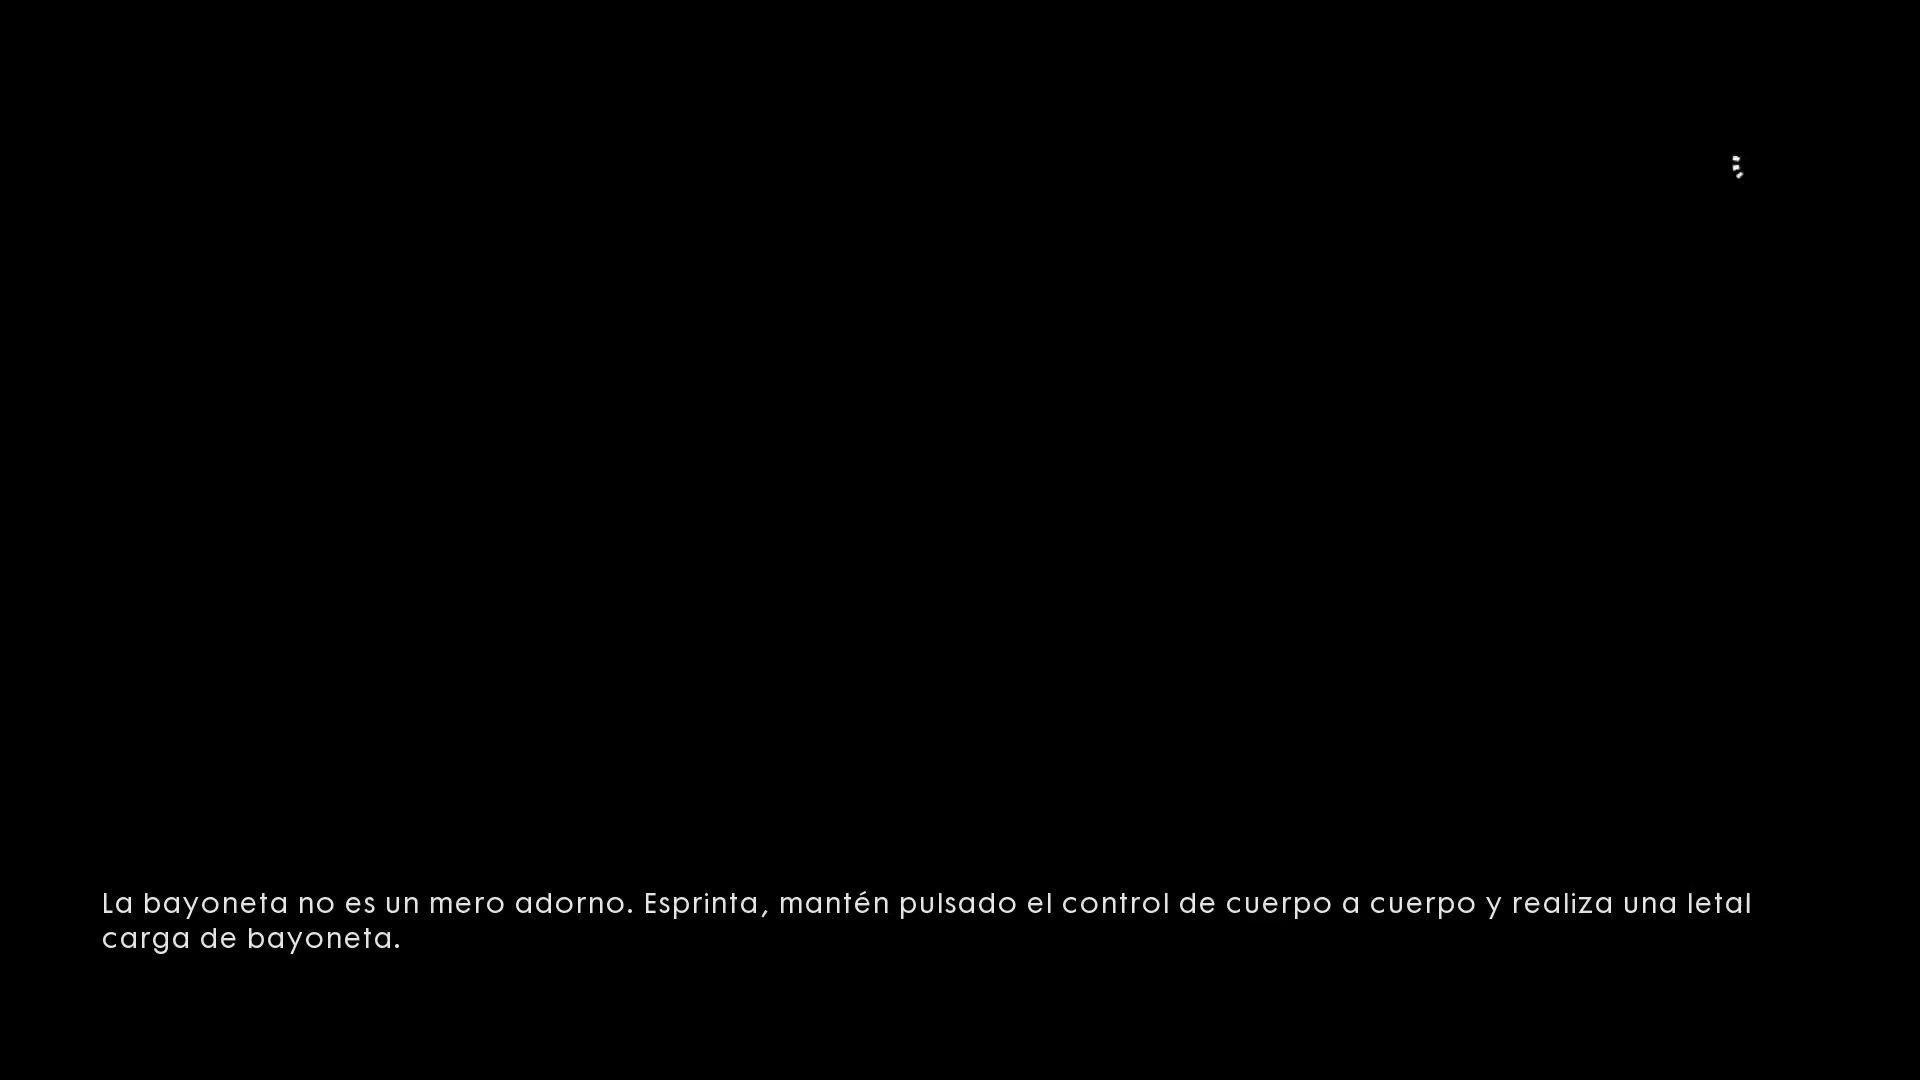 La bayoneta no es un mero adorno. Esprinta, mantén pulsado el control de cuerpo a cuerpo y realiza una letal
carga de bayoneta.